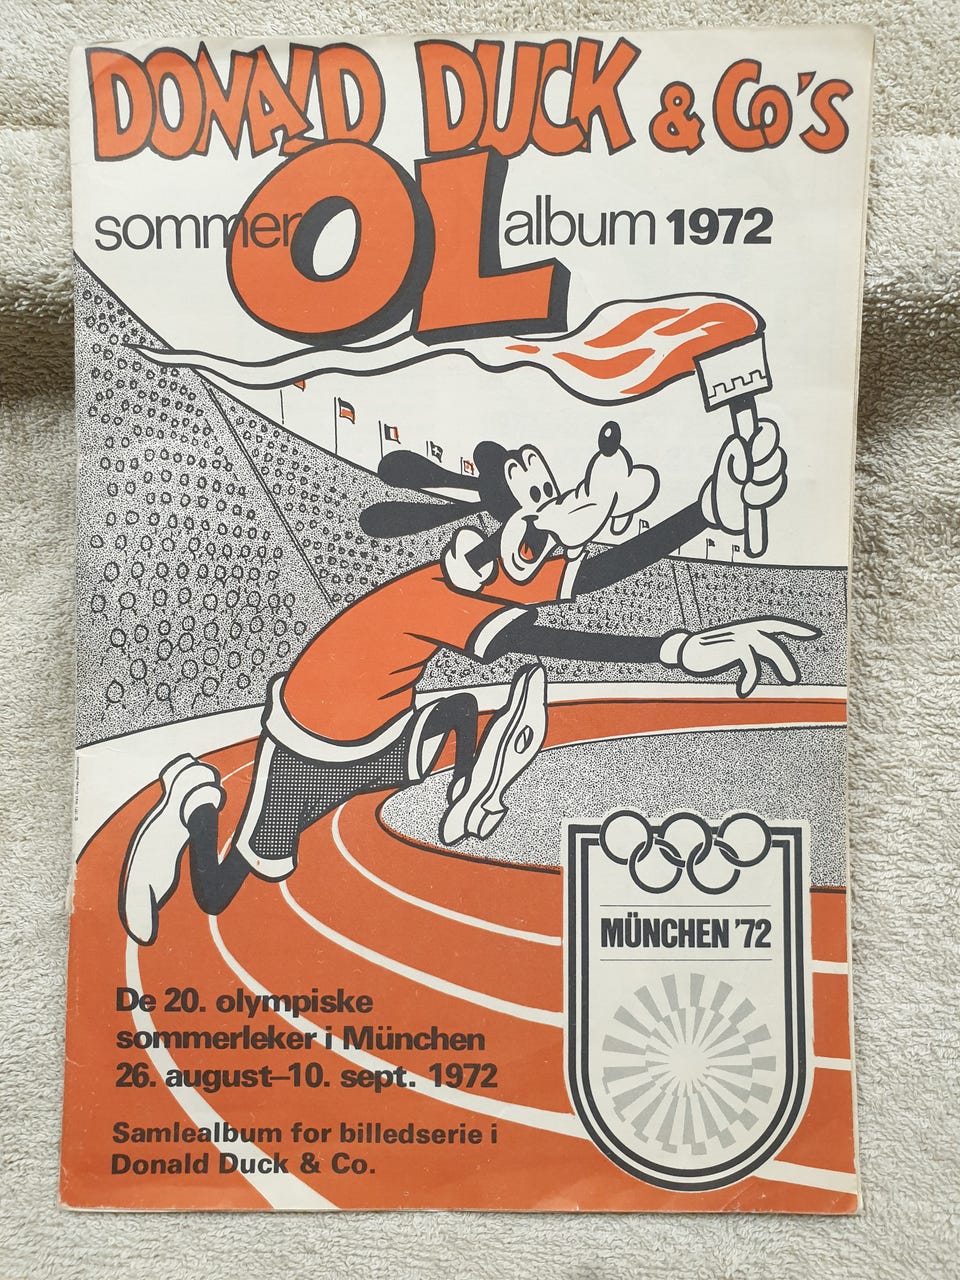 DONALD DUCK & Co's
sommer OL album 1972
MÜNCHEN '72
De 20. olympiske
sommerleker i München
26. august–10. sept. 1972
Samlealbum for billedserie i
Donald Duck & Co.